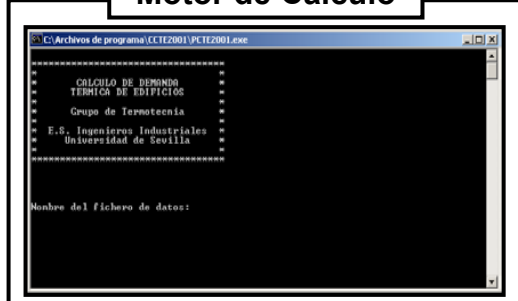 Motor de Cálculo
C:\Archivos de programa\CCTE2001\PCTE2001.exe
***********************************
* CALCULO DE DEMANDA *
* TERMICA DE EDIFICIOS *
* Grupo de Termotecnia *
* E.S. Ingenieros Industriales *
* Universidad de Sevilla *
***********************************
Nombre del fichero de datos: